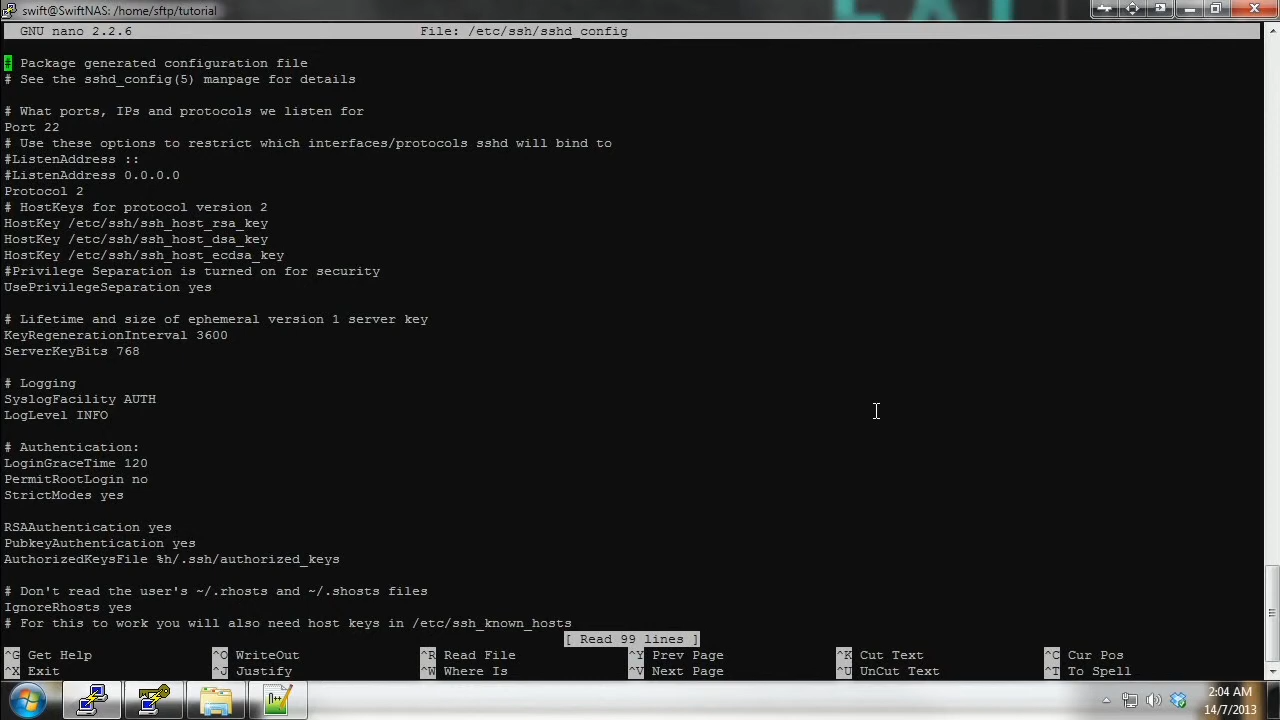 swift@SwiftNAS: /home/sftp/tutorial
GNU nano 2.2.6 File: /etc/ssh/sshd_config
# Package generated configuration file
# See the sshd_config(5) manpage for details
# What ports, IPs and protocols we listen for
Port 22
# Use these options to restrict which interfaces/protocols sshd will bind to
#ListenAddress ::
#ListenAddress 0.0.0.0
Protocol 2
# HostKeys for protocol version 2
HostKey /etc/ssh/ssh_host_rsa_key
HostKey /etc/ssh/ssh_host_dsa_key
HostKey /etc/ssh/ssh_host_ecdsa_key
#Privilege Separation is turned on for security
UsePrivilegeSeparation yes
# Lifetime and size of ephemeral version 1 server key
KeyRegenerationInterval 3600
ServerKeyBits 768
# Logging
SyslogFacility AUTH
LogLevel INFO
# Authentication:
LoginGraceTime 120
PermitRootLogin no
StrictModes yes
RSAAuthentication yes
PubkeyAuthentication yes
AuthorizedKeysFile %h/.ssh/authorized_keys
# Don't read the user's ~/.rhosts and ~/.shosts files
IgnoreRhosts yes
# For this to work you will also need host keys in /etc/ssh_known_hosts
[ Read 99 lines ]
^G Get Help ^O WriteOut ^R Read File ^Y Prev Page ^K Cut Text ^C Cur Pos
^X Exit ^J Justify ^W Where Is ^V Next Page ^U UnCut Text ^T To Spell
2:04 AM
14/7/2013